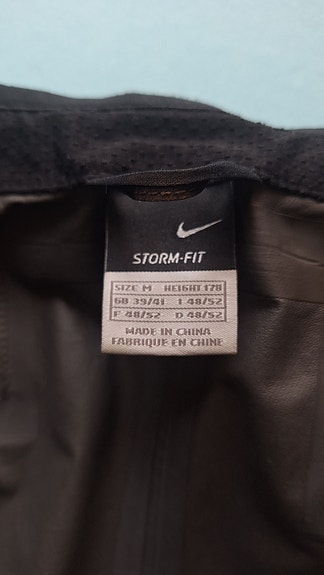 STORM-FIT
SIZE M HEIGHT 178
GB 39/41 I 48/52
F 48/52 D 48/52
MADE IN CHINA
FABRIQUE EN CHINE